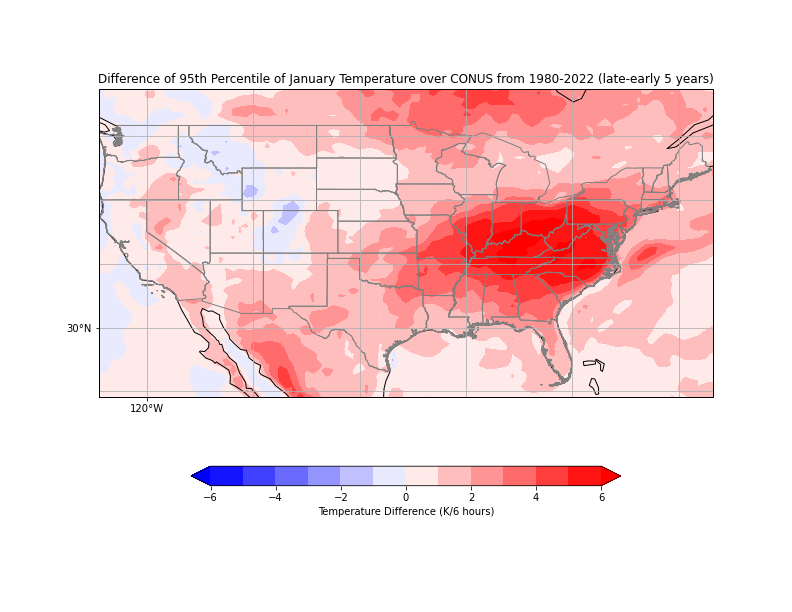 Difference of 95th Percentile of January Temperature over CONUS from 1980-2022 (late-early 5 years)
30°N
120°W
−6 −4 −2 0 2 4 6
Temperature Difference (K/6 hours)